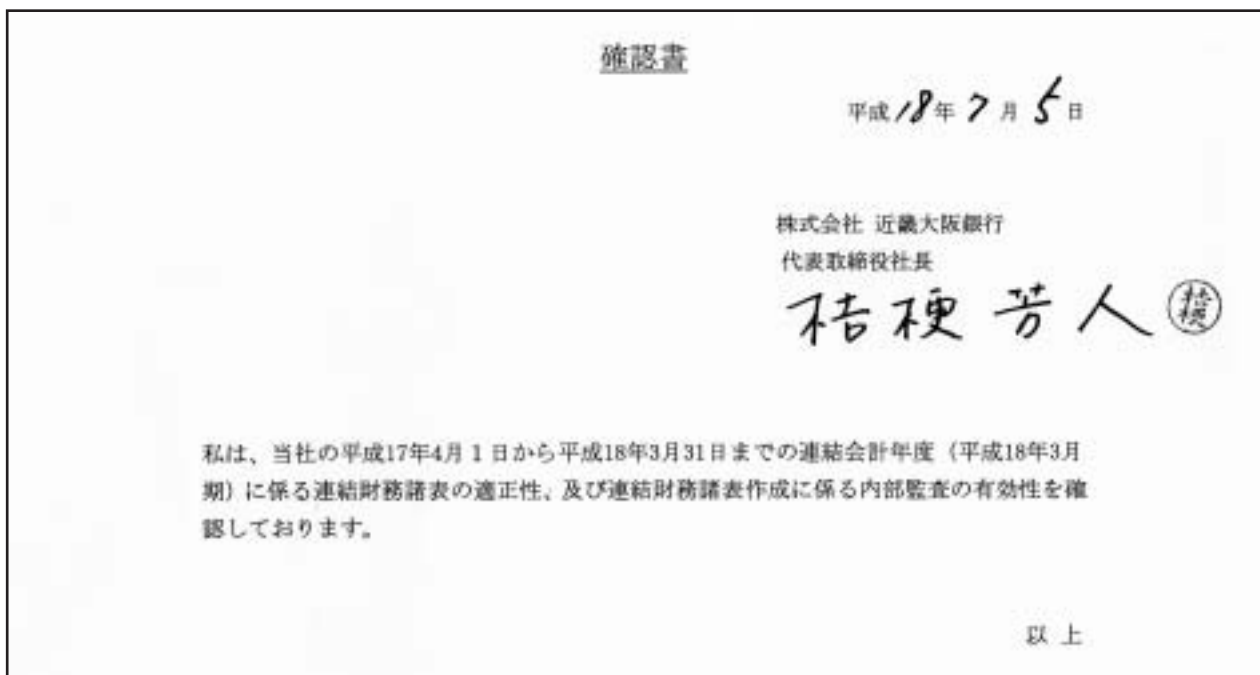 確認書
平成18年7月5日
株式会社 近畿大阪銀行
代表取締役社長
桔梗芳人 桔梗
私は、当社の平成17年4月1日から平成18年3月31日までの連結会計年度（平成18年3月
期）に係る連結財務諸表の適正性、及び連結財務諸表作成に係る内部監査の有効性を確
認しております。
以上